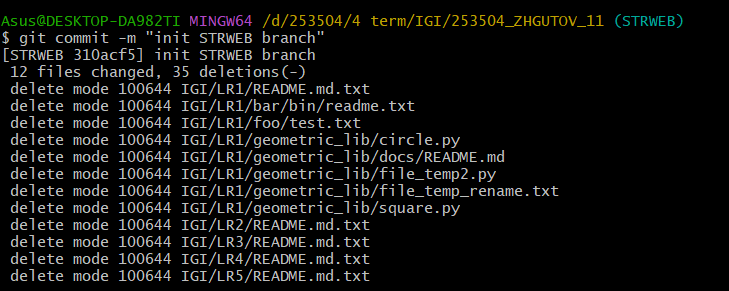 Asus@DESKTOP-DA982TI MINGW64 /d/253504/4 term/IGI/253504_ZHGUTOV_11 (STRWEB)
$ git commit -m "init STRWEB branch"
[STRWEB 310acf5] init STRWEB branch
 12 files changed, 35 deletions(-)
 delete mode 100644 IGI/LR1/README.md.txt
 delete mode 100644 IGI/LR1/bar/bin/readme.txt
 delete mode 100644 IGI/LR1/foo/test.txt
 delete mode 100644 IGI/LR1/geometric_lib/circle.py
 delete mode 100644 IGI/LR1/geometric_lib/docs/README.md
 delete mode 100644 IGI/LR1/geometric_lib/file_temp2.py
 delete mode 100644 IGI/LR1/geometric_lib/file_temp_rename.txt
 delete mode 100644 IGI/LR1/geometric_lib/square.py
 delete mode 100644 IGI/LR2/README.md.txt
 delete mode 100644 IGI/LR3/README.md.txt
 delete mode 100644 IGI/LR4/README.md.txt
 delete mode 100644 IGI/LR5/README.md.txt